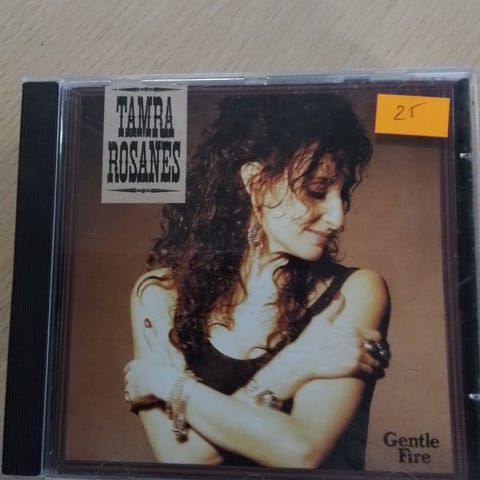 TAMRA
ROSANES
25
Gentle
Fire